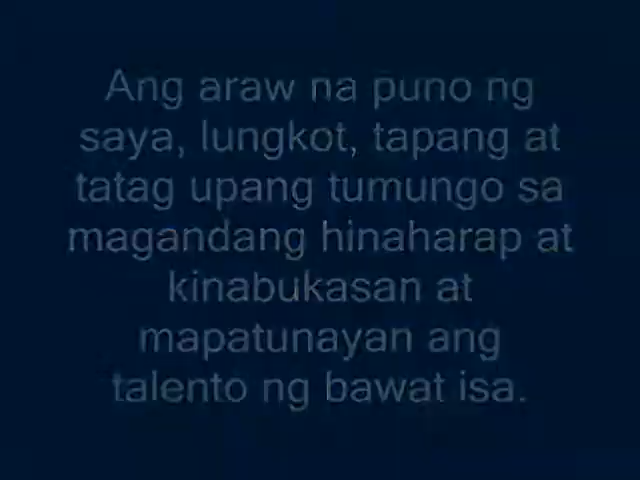 Ang araw na puno ng
saya, lungkot, tapang at
tatag upang tumungo sa
magandang hinaharap at
kinabukasan at
mapatunayan ang
talento ng bawat isa.